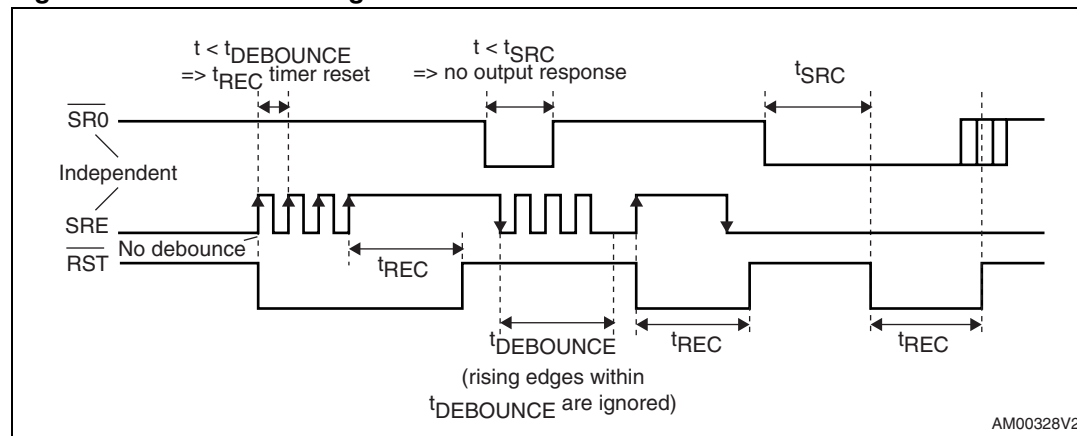 t < tDEBOUNCE
=> tREC timer reset
t < tSRC
=> no output response
tSRC
SR0
Independent
SRE
No debounce
RST
tREC
tDEBOUNCE
(rising edges within
tDEBOUNCE are ignored)
tREC
tREC
AM00328V2